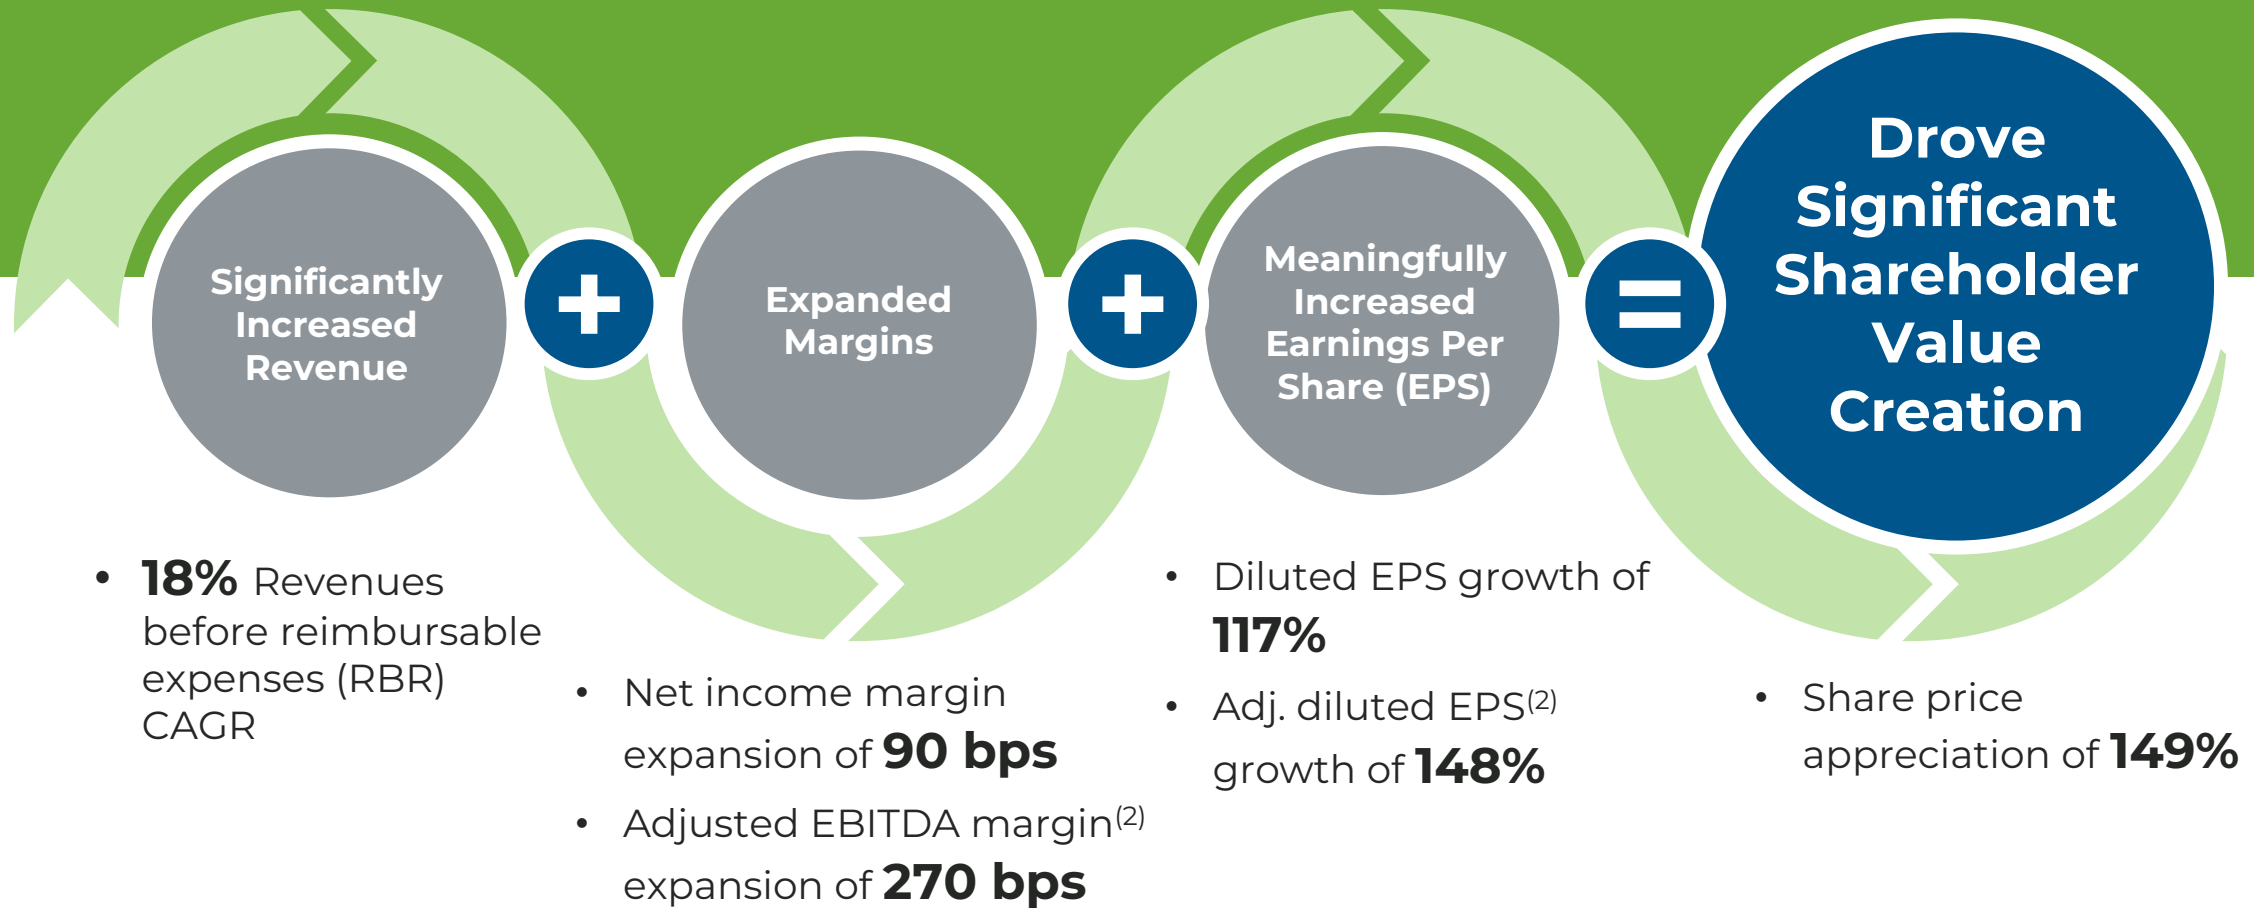 Significantly
Increased
Revenue
+
Expanded
Margins
+
Meaningfully
Increased
Earnings Per
Share (EPS)
=
Drove
Significant
Shareholder
Value
Creation
• 18% Revenues
before reimbursable
expenses (RBR)
CAGR
• Net income margin
expansion of 90 bps
• Adjusted EBITDA margin(2)
expansion of 270 bps
• Diluted EPS growth of
117%
• Adj. diluted EPS(2)
growth of 148%
• Share price
appreciation of 149%